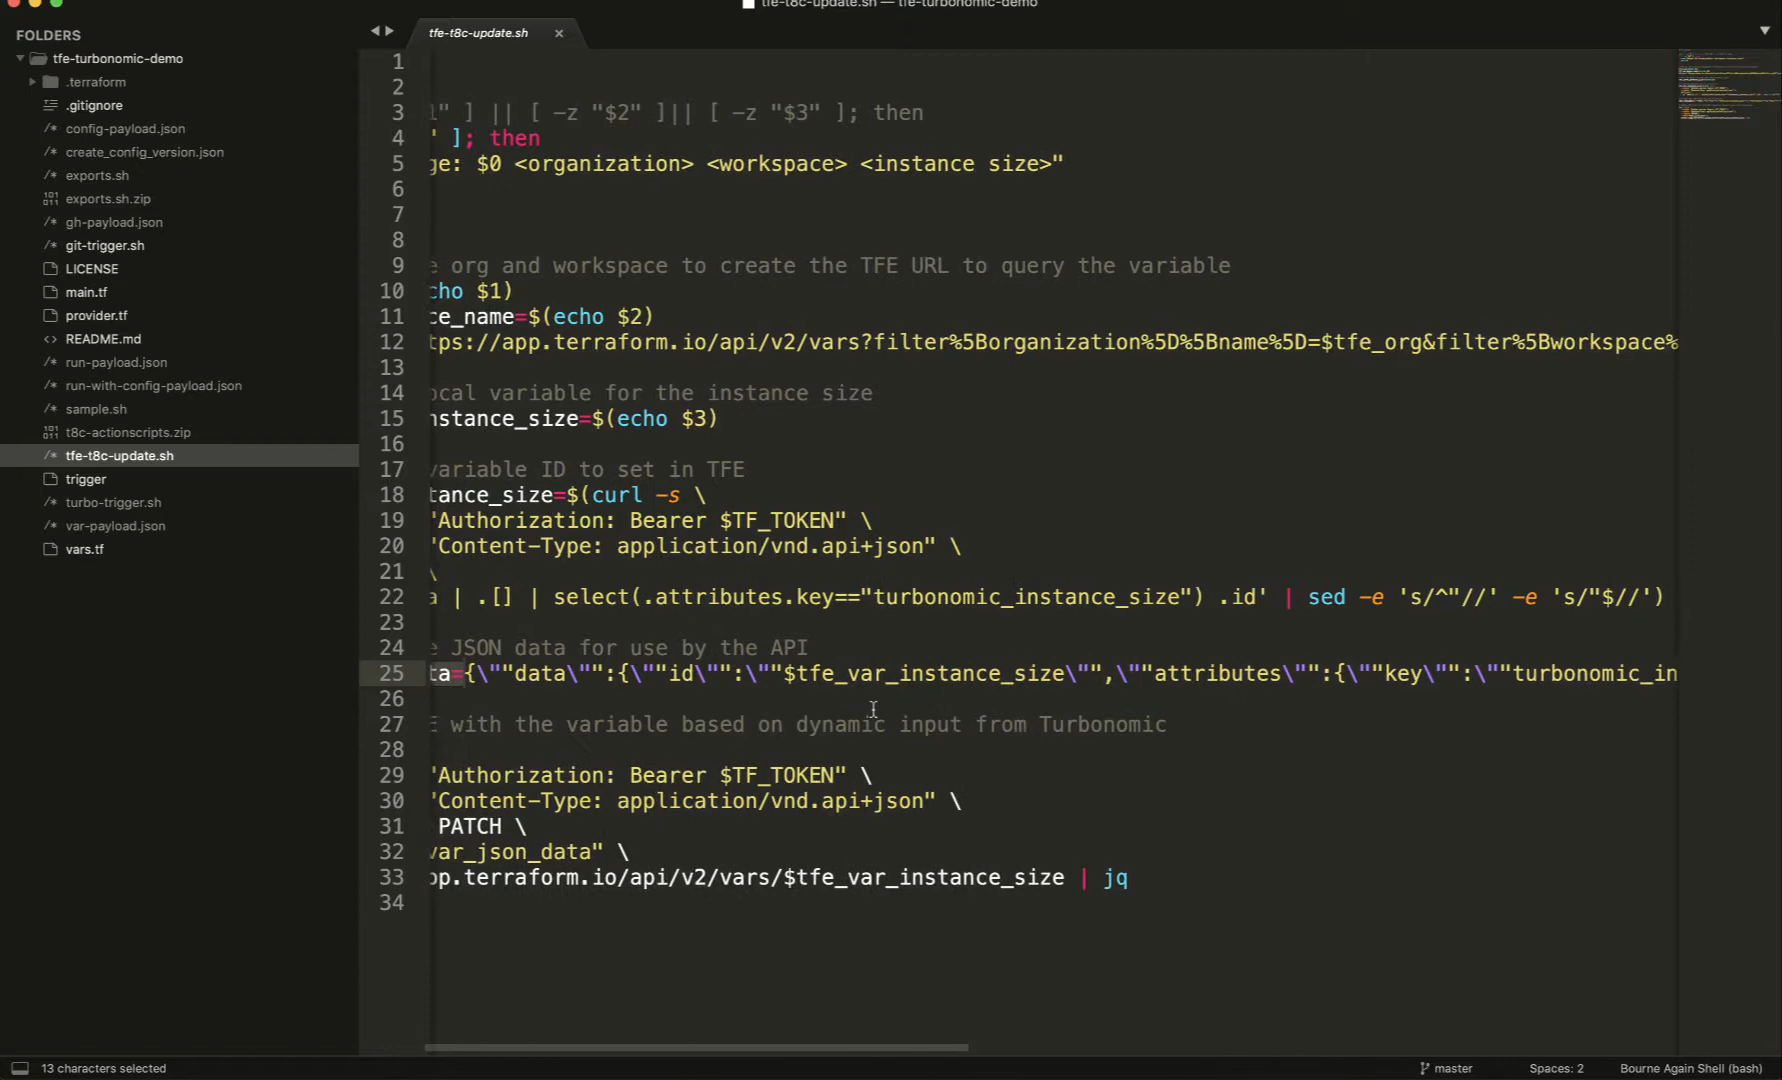 tfe-t8c-update.sh — tfe-turbonomic-demo
FOLDERS
tfe-turbonomic-demo
.terraform
.gitignore
config-payload.json
create_config_version.json
exports.sh
exports.sh.zip
gh-payload.json
git-trigger.sh
LICENSE
main.tf
provider.tf
README.md
run-payload.json
run-with-config-payload.json
sample.sh
t8c-actionscripts.zip
tfe-t8c-update.sh
trigger
turbo-trigger.sh
var-payload.json
vars.tf
tfe-t8c-update.sh ×
1
2
3 1" ] || [ -z "$2" ]|| [ -z "$3" ]; then
4 " ]; then
5 ge: $0 <organization> <workspace> <instance size>"
6
7
8
9 e org and workspace to create the TFE URL to query the variable
10 cho $1)
11 ce_name=$(echo $2)
12 tps://app.terraform.io/api/v2/vars?filter%5Borganization%5D%5Bname%5D=$tfe_org&filter%5Bworkspace%
13
14 ocal variable for the instance size
15 nstance_size=$(echo $3)
16
17 variable ID to set in TFE
18 tance_size=$(curl -s \
19 "Authorization: Bearer $TF_TOKEN" \
20 "Content-Type: application/vnd.api+json" \
21 \
22 a | .[] | select(.attributes.key=="turbonomic_instance_size") .id' | sed -e 's/^"//' -e 's/"$//')
23
24 e JSON data for use by the API
25 ta={\""data\"":{\""id\"":\""$tfe_var_instance_size\"",\""attributes\"":{\""key\"":\""turbonomic_in
26
27 E with the variable based on dynamic input from Turbonomic
28
29 "Authorization: Bearer $TF_TOKEN" \
30 "Content-Type: application/vnd.api+json" \
31 PATCH \
32 var_json_data" \
33 pp.terraform.io/api/v2/vars/$tfe_var_instance_size | jq
34
13 characters selected
master
Spaces: 2
Bourne Again Shell (bash)